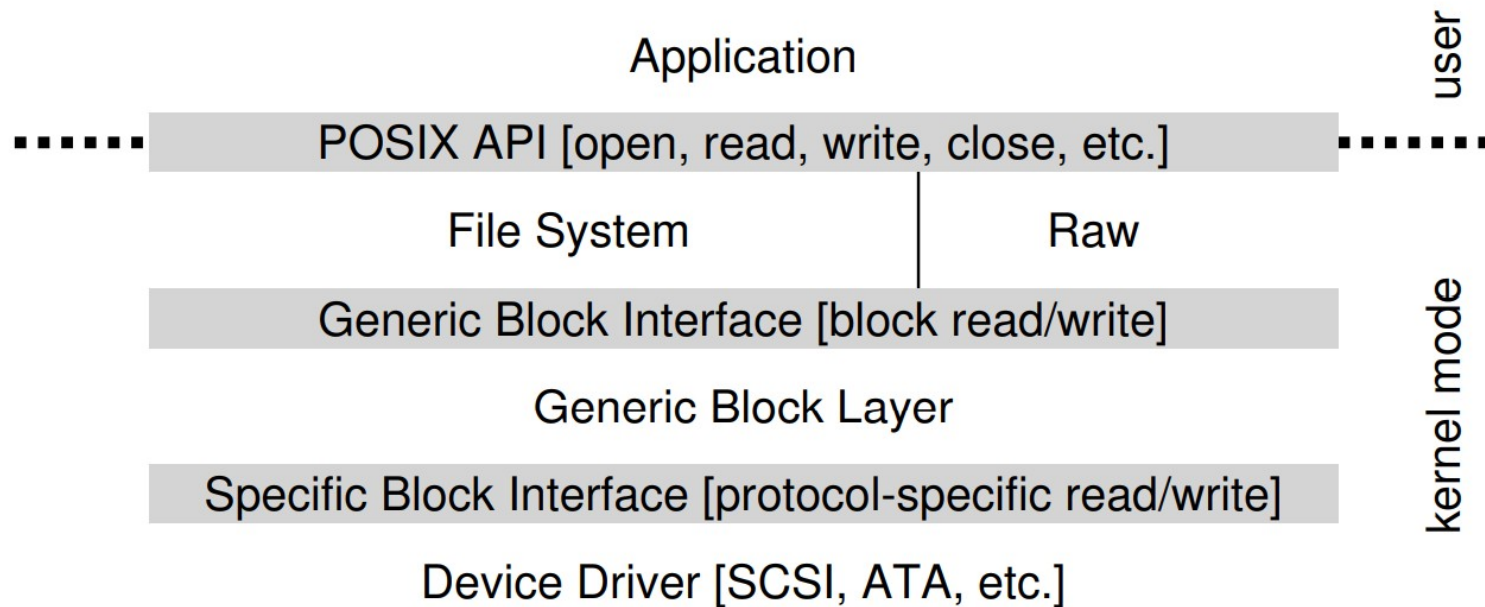 Application
user
POSIX API [open, read, write, close, etc.]
File System
Raw
Generic Block Interface [block read/write]
kernel mode
Generic Block Layer
Specific Block Interface [protocol-specific read/write]
Device Driver [SCSI, ATA, etc.]